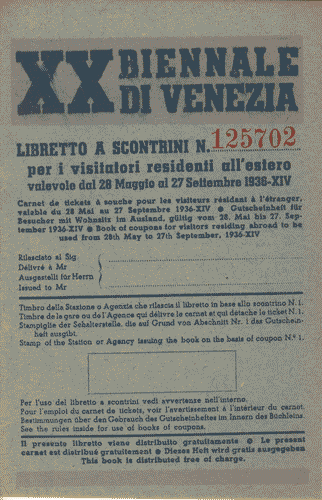 XX BIENNALE
DI VENEZIA
LIBRETTO A SCONTRINI N. 125702
per i visitatori residenti all'estero
valevole dal 28 Maggio al 27 Settembre 1936-XIV
Carnet de tickets à souche pour les visiteurs résidant à l'étranger,
valable du 28 Mai au 27 Septembre 1936-XIV ● Gutscheinheft für
Besucher mit Wohnsitz im Ausland, gültig vom 28. Mai bis 27. Sep-
tember 1936-XIV ● Book of coupons for visitors residing abroad to be
used from 28th May to 27th September, 1936-XIV
Rilasciato al Sig.
Délivré à Mr
Ausgestellt für Herrn
Issued to Mr
Timbro della Stazione o Agenzia che rilascia il libretto in base allo scontrino N. 1.
Timbre de la gare ou de l'Agence qui délivre le carnet et qui détache le ticket N. 1.
Stampiglie der Schalterstelle, die auf Grund von Abschnitt Nr. 1 das Gutschein-
heft ausgibt.
Stamp of the Station or Agency issuing the book on the basis of coupon N.º 1.
Per l'uso del libretto a scontrini vedi avvertenze nell'interno.
Pour l'emploi du carnet de tickets, voir l'avertissement à l'intérieur du carnet.
Bestimmungen über den Gebrauch des Gutscheinheftes im Innern des Büchleins.
See the rules inside for use of books of coupons.
Il presente libretto viene distribuito gratuitamente ● Le présent
carnet est distribué gratuitement ● Dieses Heft wird gratis ausgegeben
This book is distributed free of charge.